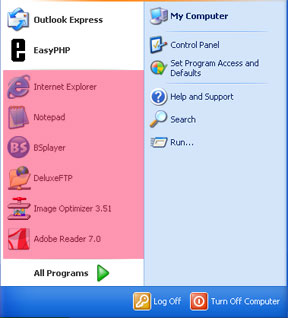 Outlook Express
EasyPHP
Internet Explorer
Notepad
BSplayer
DeluxeFTP
Image Optimizer 3.51
Adobe Reader 7.0
All Programs
My Computer
Control Panel
Set Program Access and
Defaults
Help and Support
Search
Run...
Log Off
Turn Off Computer